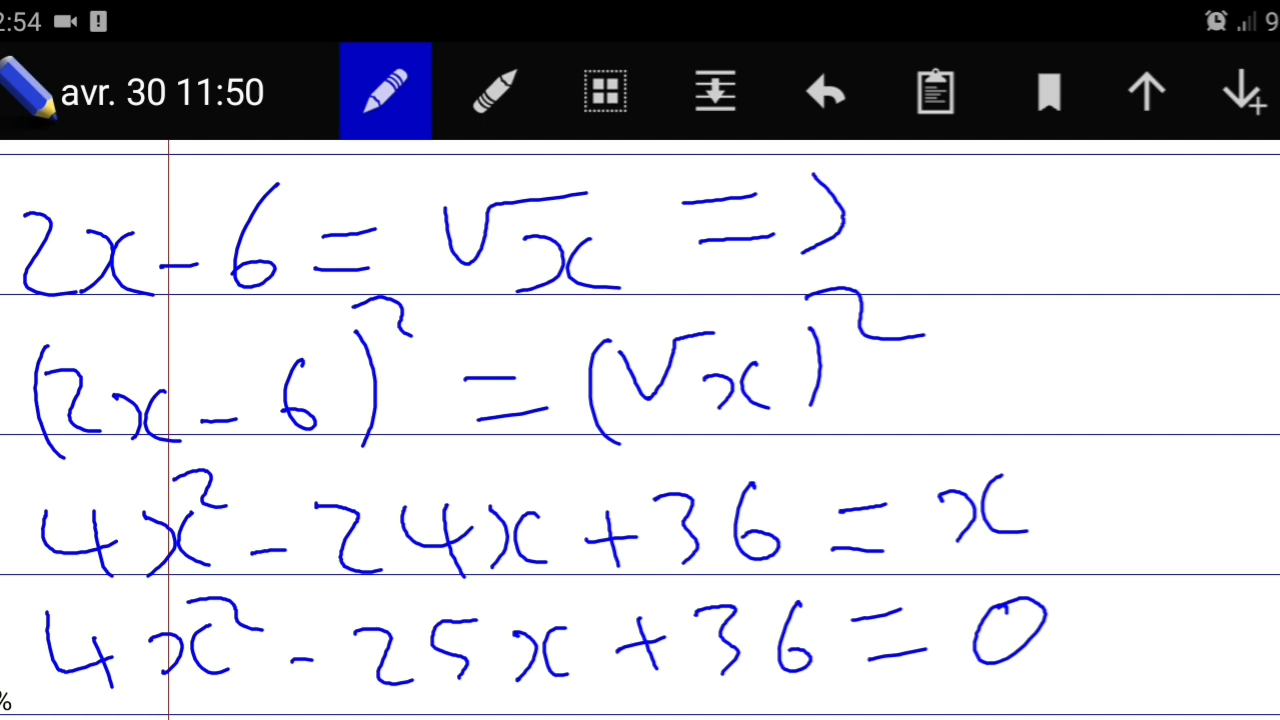 2:54 9
avr. 30 11:50
2x - 6 = √x =>
(2x - 6)² = (√x)²
4x² - 24x + 36 = x
4x² - 25x + 36 = 0
%